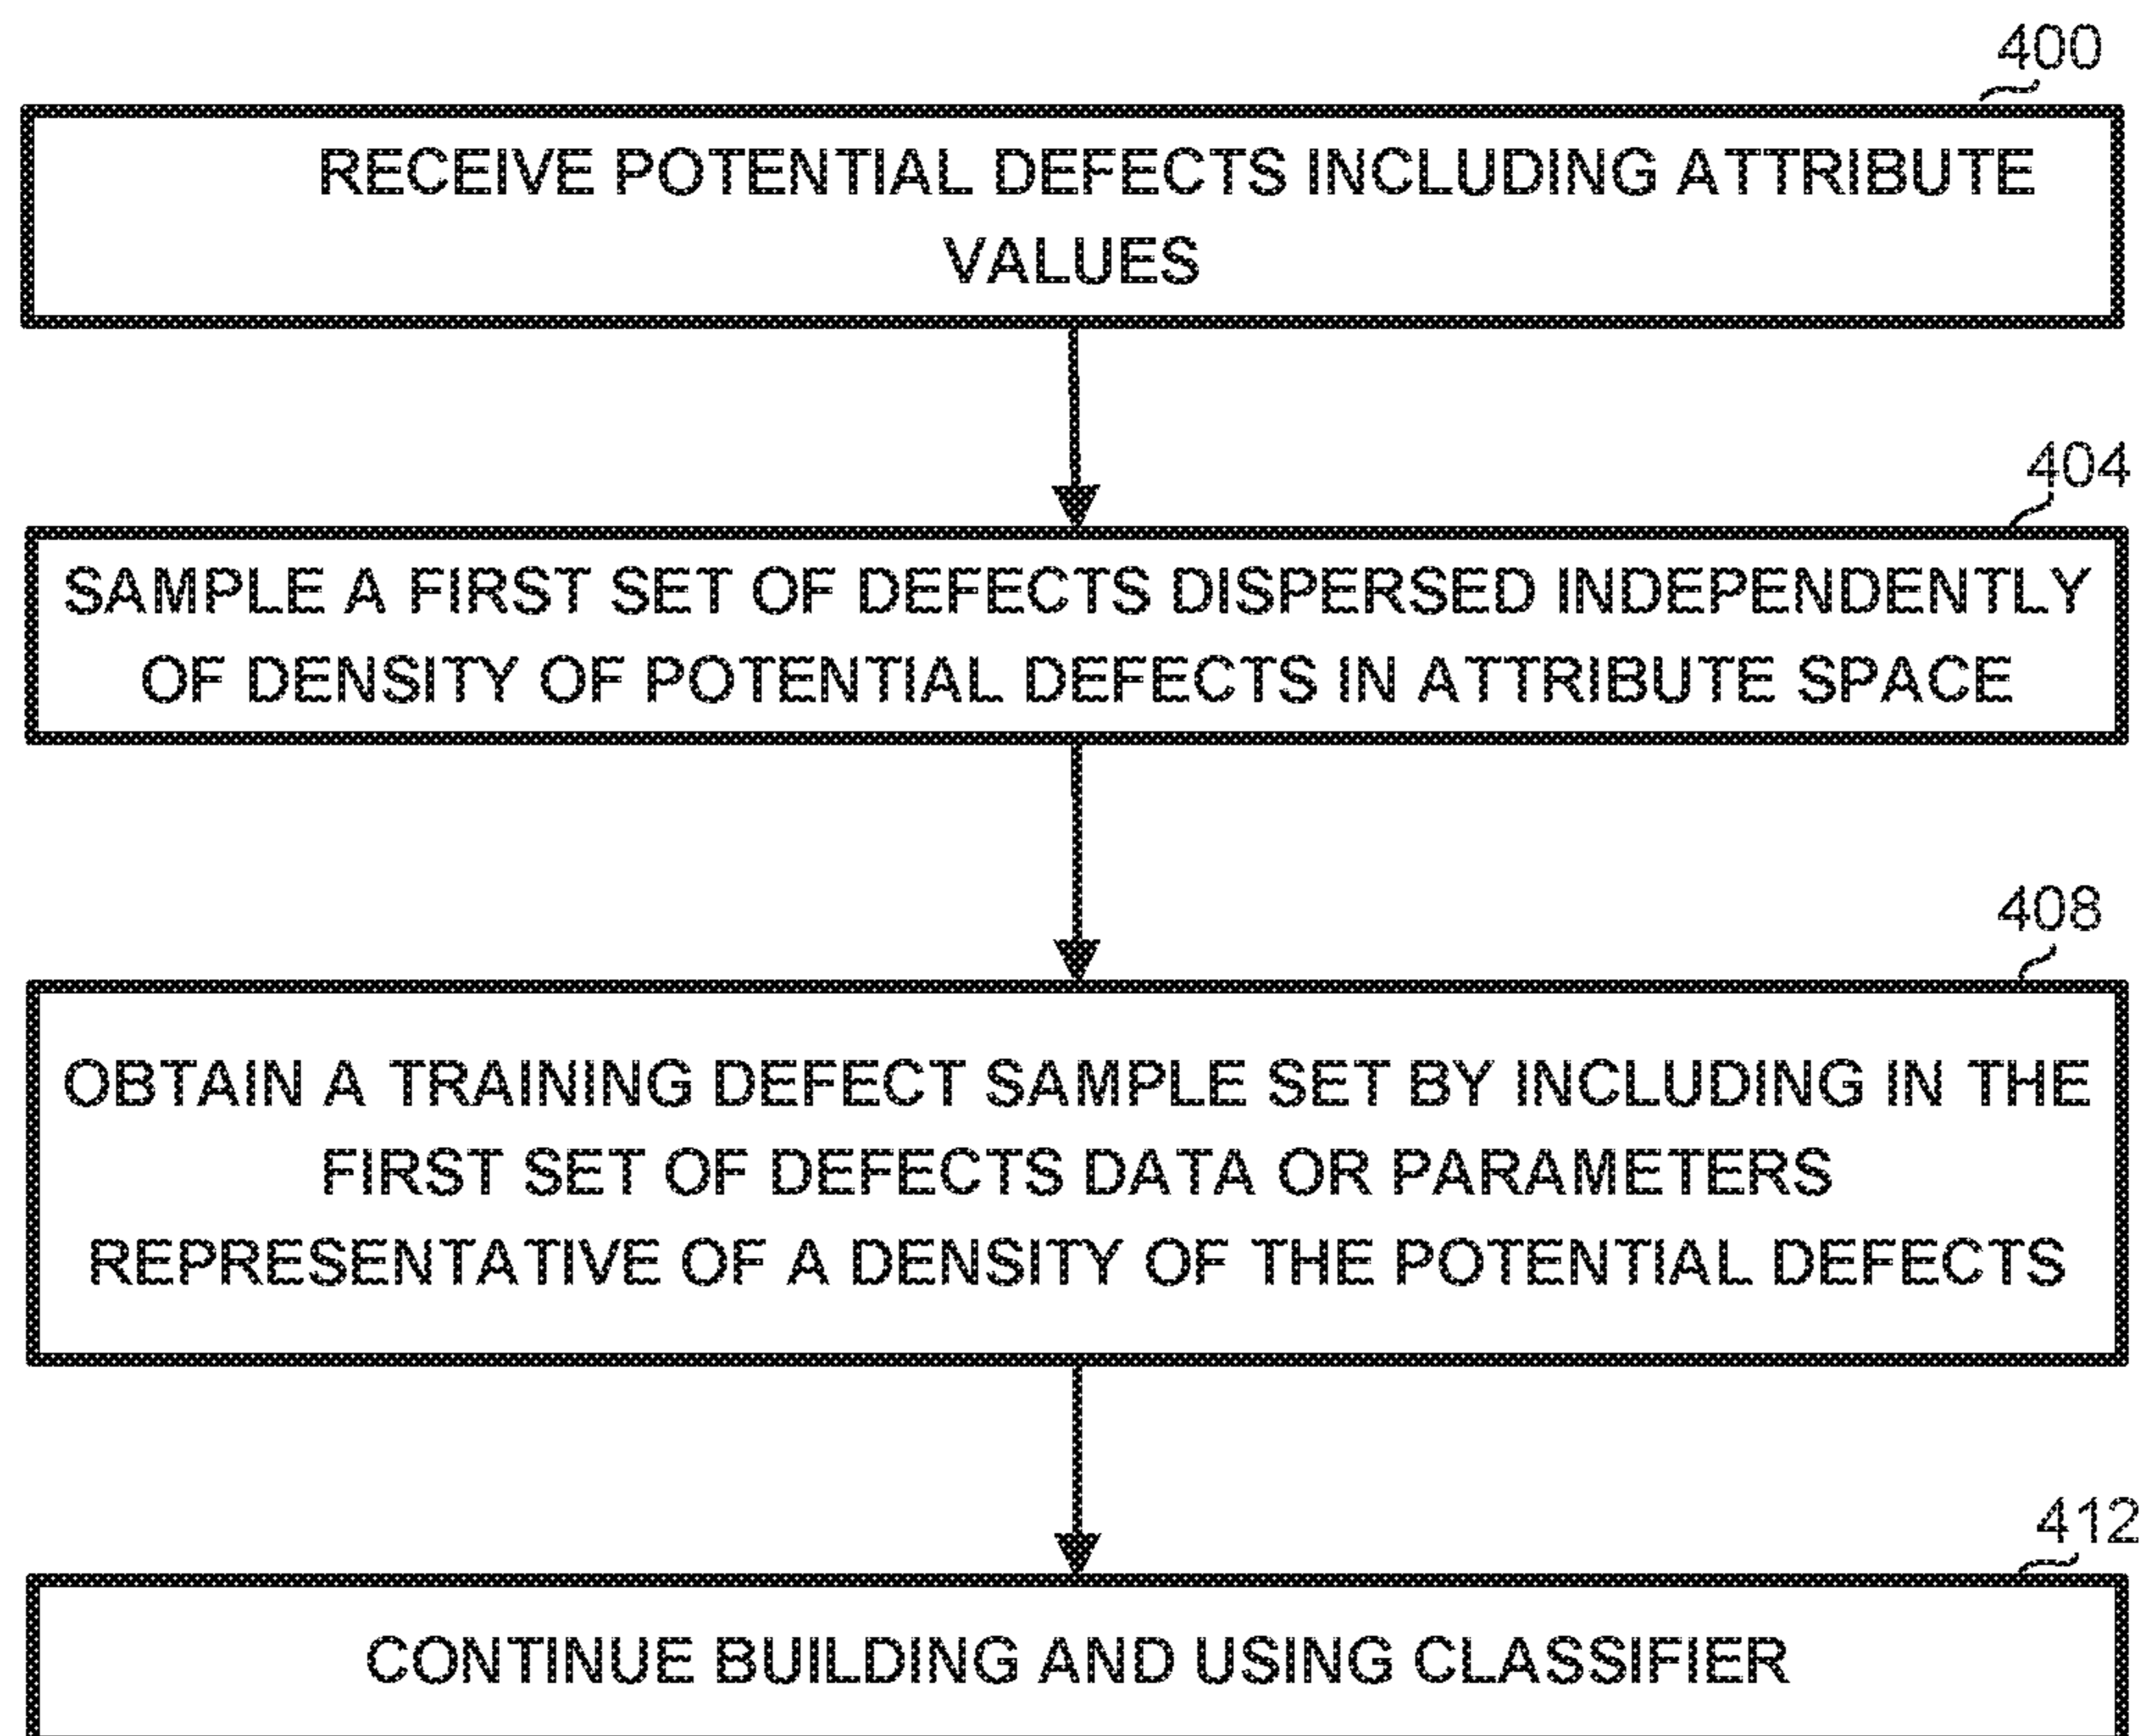 400
RECEIVE POTENTIAL DEFECTS INCLUDING ATTRIBUTE
VALUES
404
SAMPLE A FIRST SET OF DEFECTS DISPERSED INDEPENDENTLY
OF DENSITY OF POTENTIAL DEFECTS IN ATTRIBUTE SPACE
408
OBTAIN A TRAINING DEFECT SAMPLE SET BY INCLUDING IN THE
FIRST SET OF DEFECTS DATA OR PARAMETERS
REPRESENTATIVE OF A DENSITY OF THE POTENTIAL DEFECTS
412
CONTINUE BUILDING AND USING CLASSIFIER